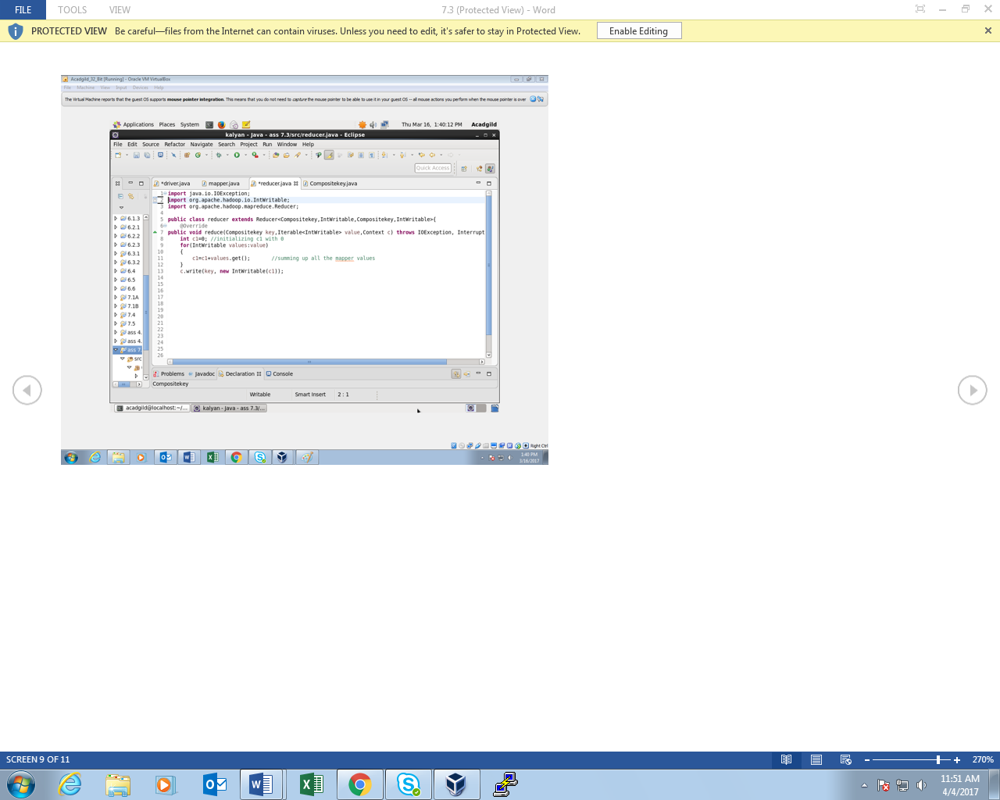 FILE TOOLS VIEW 7.3 (Protected View) - Word
PROTECTED VIEW Be careful—files from the Internet can contain viruses. Unless you need to edit, it's safer to stay in Protected View. Enable Editing
Acadgild_32_Bit [Running] - Oracle VM VirtualBox
File Machine View Input Devices Help
The Virtual Machine reports that the guest OS supports mouse pointer integration. This means that you do not need to capture the mouse pointer to be able to use it in your guest OS -- all mouse actions you perform when the mouse pointer is over
Applications Places System Thu Mar 16, 1:40:12 PM Acadgild
kalyan - Java - ass 7.3/src/reducer.java - Eclipse
File Edit Source Refactor Navigate Search Project Run Window Help
Quick Access
*driver.java mapper.java *reducer.java Compositekey.java
1 import java.io.IOException;
2 import org.apache.hadoop.io.IntWritable;
3 import org.apache.hadoop.mapreduce.Reducer;
4
5 public class reducer extends Reducer<Compositekey,IntWritable,Compositekey,IntWritable>{
6 @Override
7 public void reduce(Compositekey key,Iterable<IntWritable> value,Context c) throws IOException, Interrupt
8 int c1=0; //initializing c1 with 0
9 for(IntWritable values:value)
10 {
11 c1=c1+values.get(); //summing up all the mapper values
12 }
13 c.write(key, new IntWritable(c1));
14
15
16
17
18
19
20
21
22
23
24
25
26
6.1.3
6.2.1
6.2.2
6.2.3
6.3.1
6.3.2
6.4
6.5
6.6
7.1A
7.1B
7.4
7.5
ass 4.
ass 4.
ass 7.
src
Problems Javadoc Declaration Console
Compositekey
Writable Smart Insert 2 : 1
acadgild@localhost:~/... kalyan - Java - ass 7.3/...
Right Ctrl
1:40 PM
3/16/2017
SCREEN 9 OF 11 270%
11:51 AM
4/4/2017